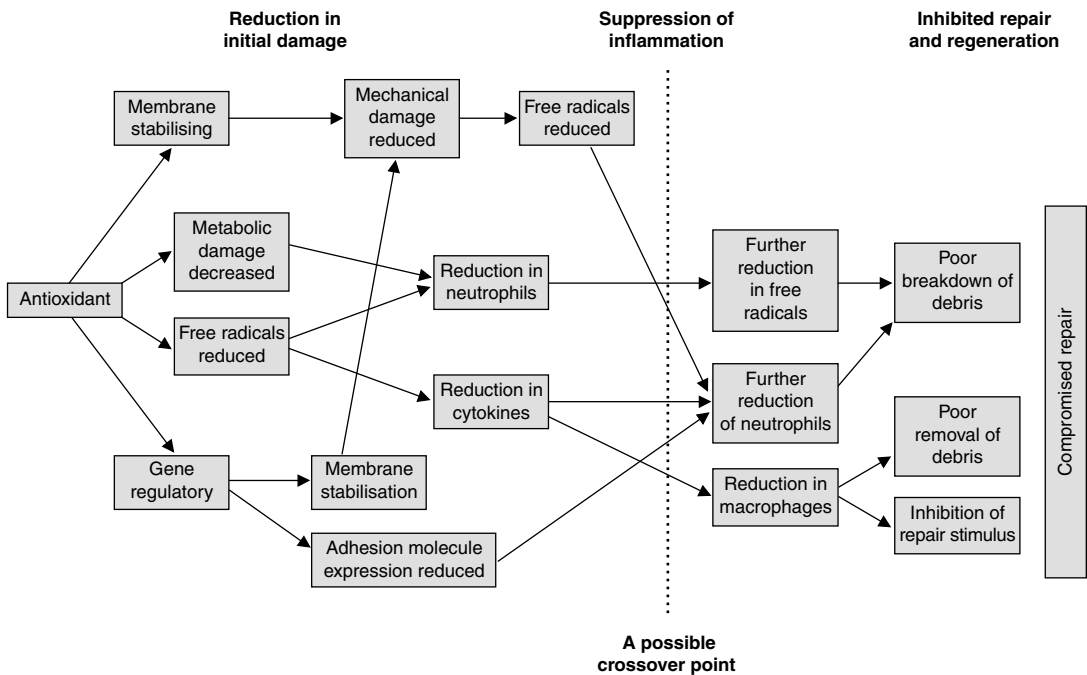 Reduction in
initial damage
Suppression of
inflammation
Inhibited repair
and regeneration
Membrane
stabilising
Mechanical
damage
reduced
Free radicals
reduced
Antioxidant
Metabolic
damage
decreased
Free radicals
reduced
Reduction in
neutrophils
Reduction in
cytokines
Gene
regulatory
Membrane
stabilisation
Adhesion molecule
expression reduced
Further
reduction
in free
radicals
Further
reduction
of neutrophils
Reduction in
macrophages
Poor
breakdown of
debris
Poor
removal of
debris
Inhibition of
repair stimulus
Compromised repair
A possible
crossover point